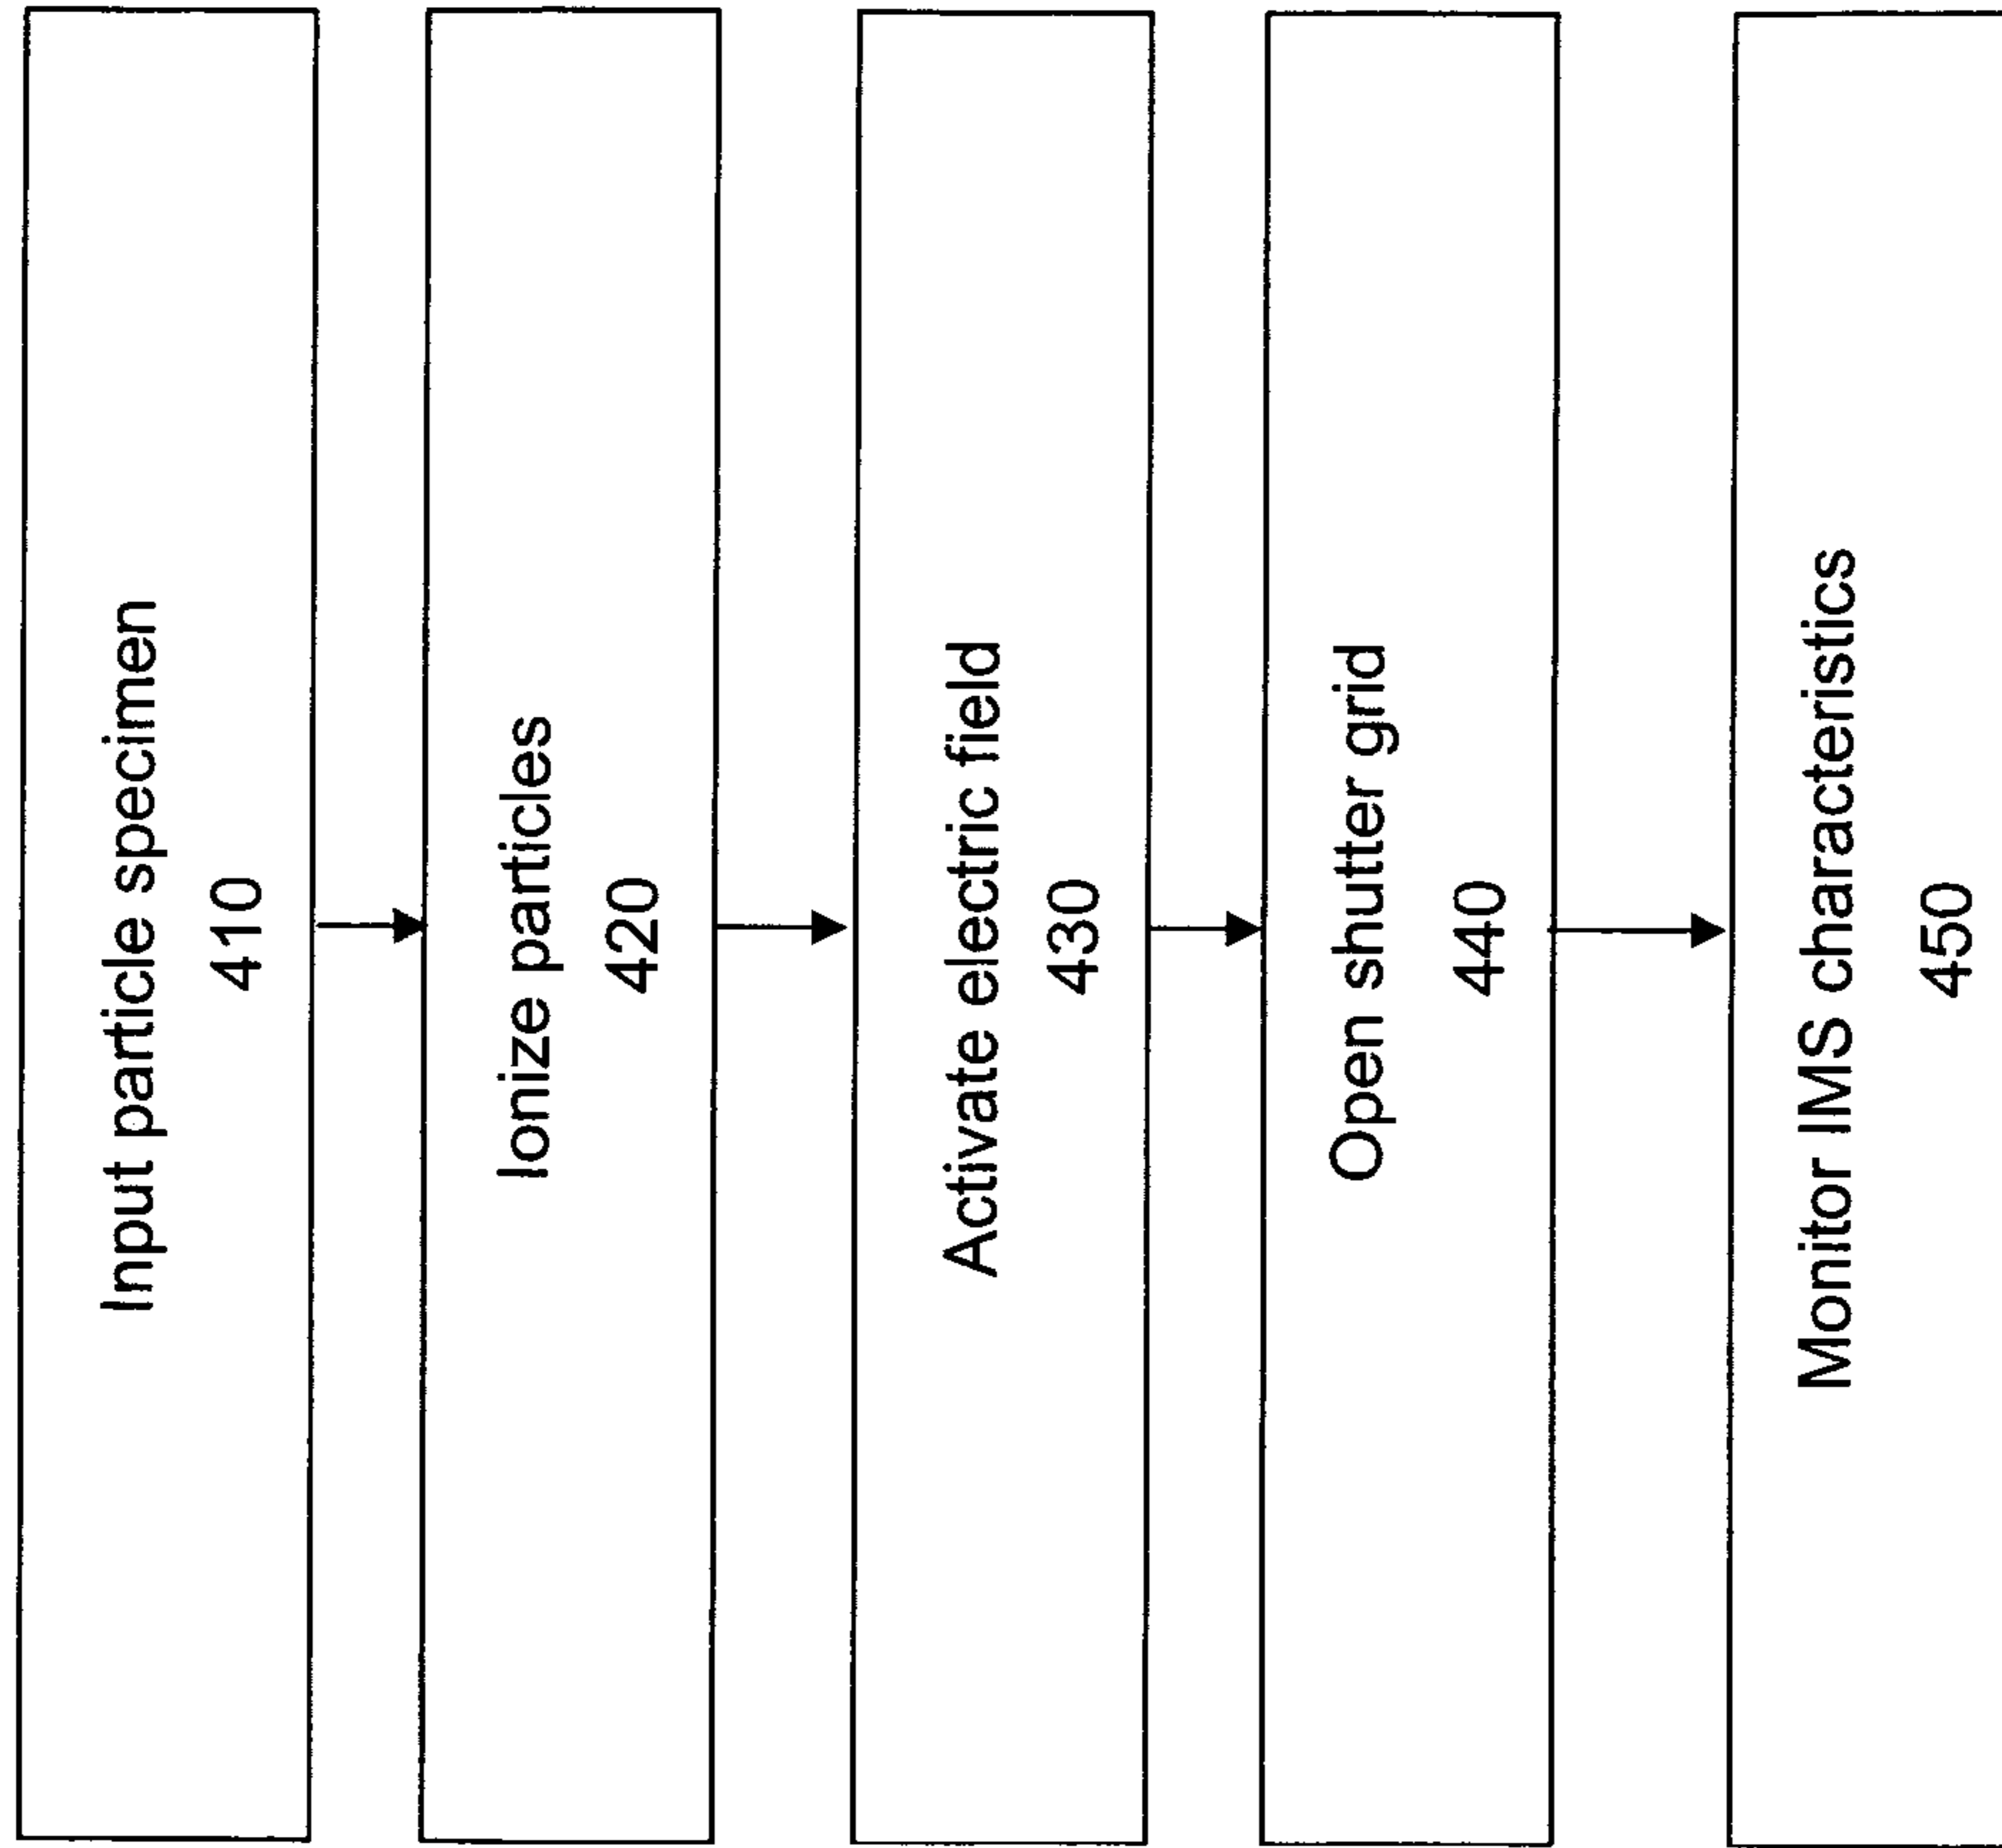 Input particle specimen
410
Ionize particles
420
Activate electric field
430
Open shutter grid
440
Monitor IMS characteristics
450